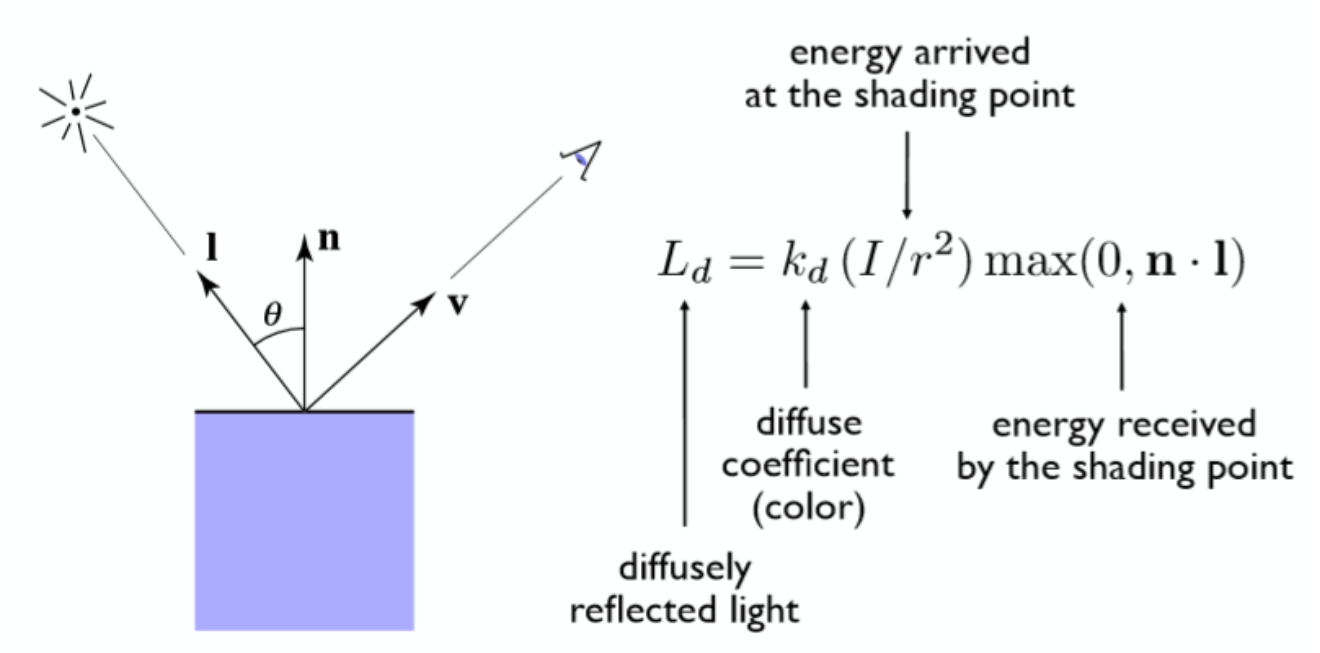 energy arrived
at the shading point
l
n
θ
v
L_d = k_d (I/r²) max(0, n · l)
diffuse
coefficient
(color)
energy received
by the shading point
diffusely
reflected light